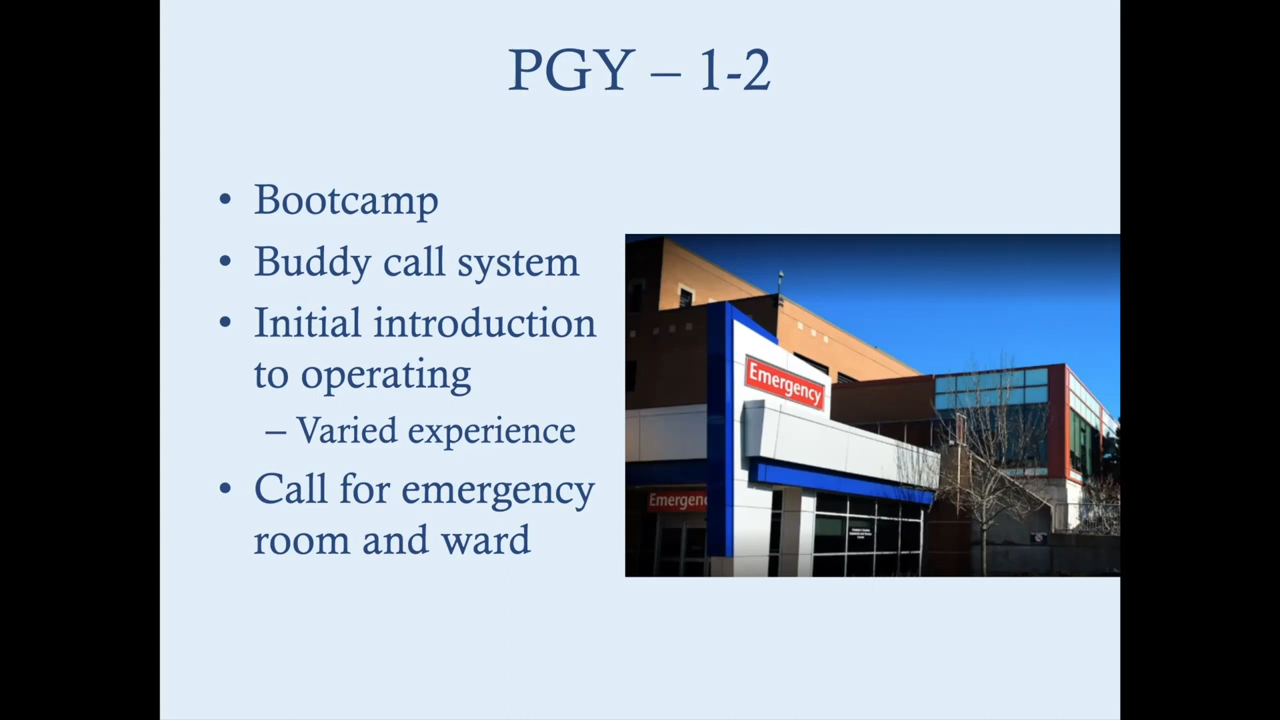 PGY – 1-2
• Bootcamp
• Buddy call system
• Initial introduction
to operating
– Varied experience
• Call for emergency
room and ward
Emergency
Emergenc